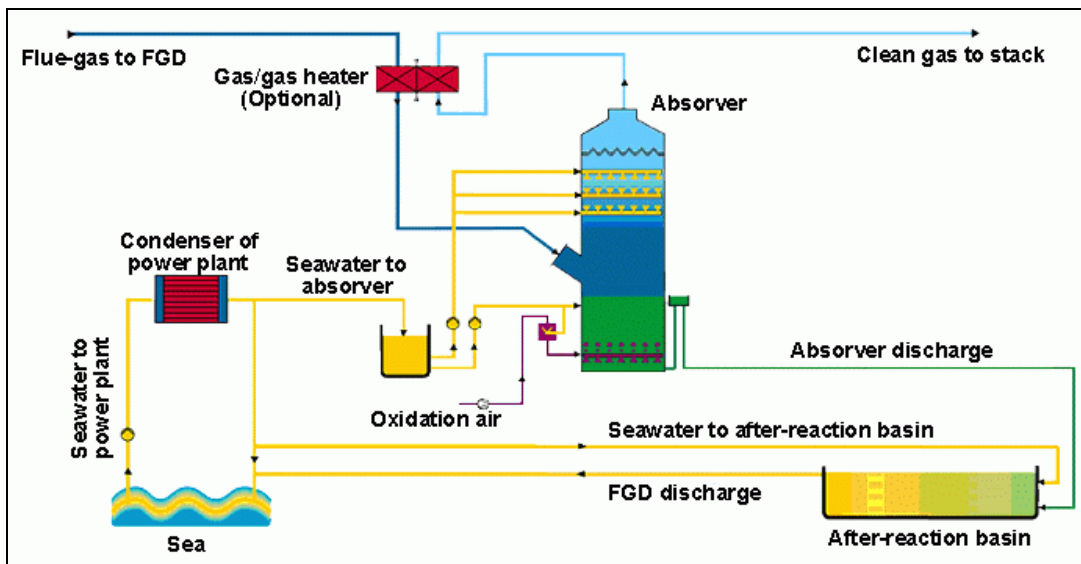 Flue-gas to FGD
Clean gas to stack
Gas/gas heater
(Optional)
Absorver
Condenser of
power plant
Seawater to
absorver
Seawater to
power plant
Absorver discharge
Oxidation air
Seawater to after-reaction basin
FGD discharge
After-reaction basin
Sea